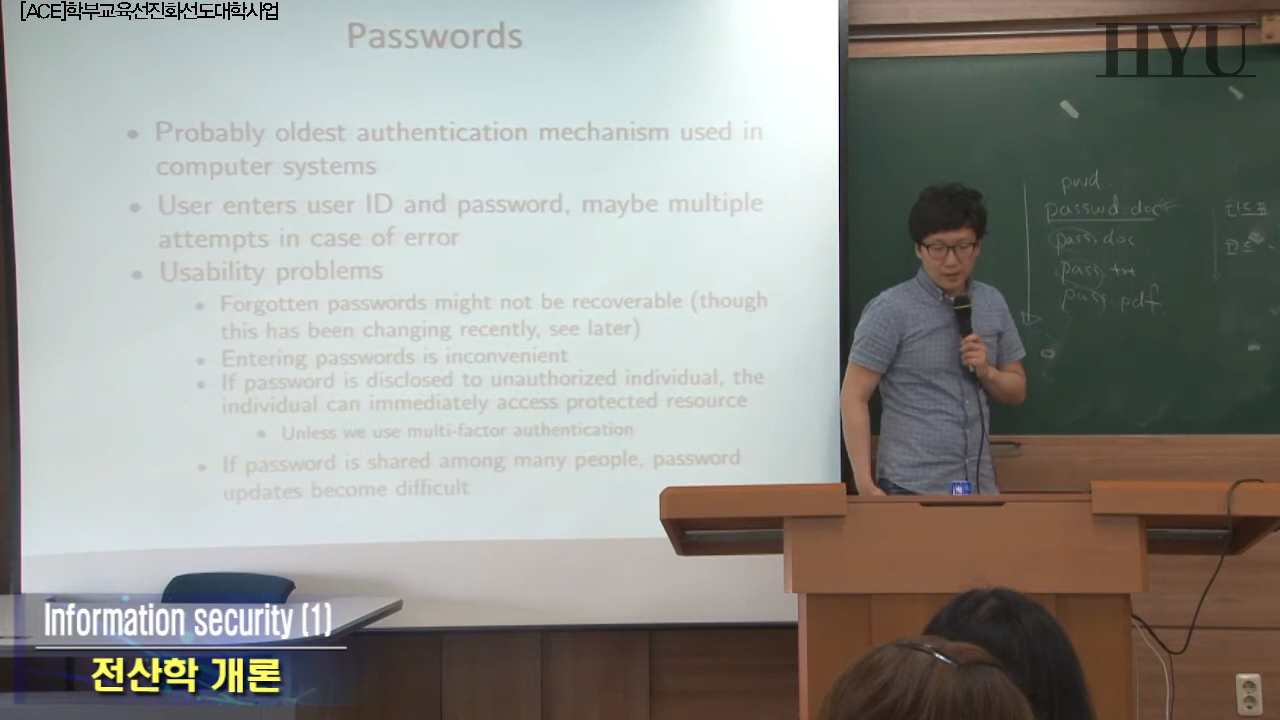 [ACE]학부교육선진화선도대학사업
HYU
Passwords
• Probably oldest authentication mechanism used in
computer systems
• User enters user ID and password, maybe multiple
attempts in case of error
• Usability problems
• Forgotten passwords might not be recoverable (though
this has been changing recently, see later)
• Entering passwords is inconvenient
• If password is disclosed to unauthorized individual, the
individual can immediately access protected resource
• Unless we use multi-factor authentication
• If password is shared among many people, password
updates become difficult
pwd.
passwd.doc
pass.doc
pass.txt
pass.pdf
Information security (1)
전산학 개론